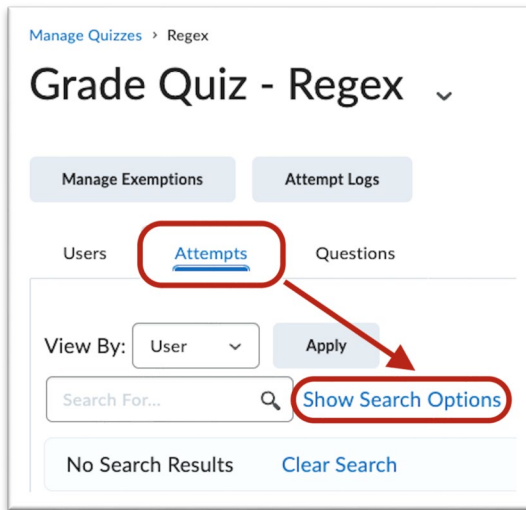 Manage Quizzes › Regex
Grade Quiz - Regex
Manage Exemptions Attempt Logs
Users Attempts Questions
View By: User Apply
Search For... Show Search Options
No Search Results Clear Search